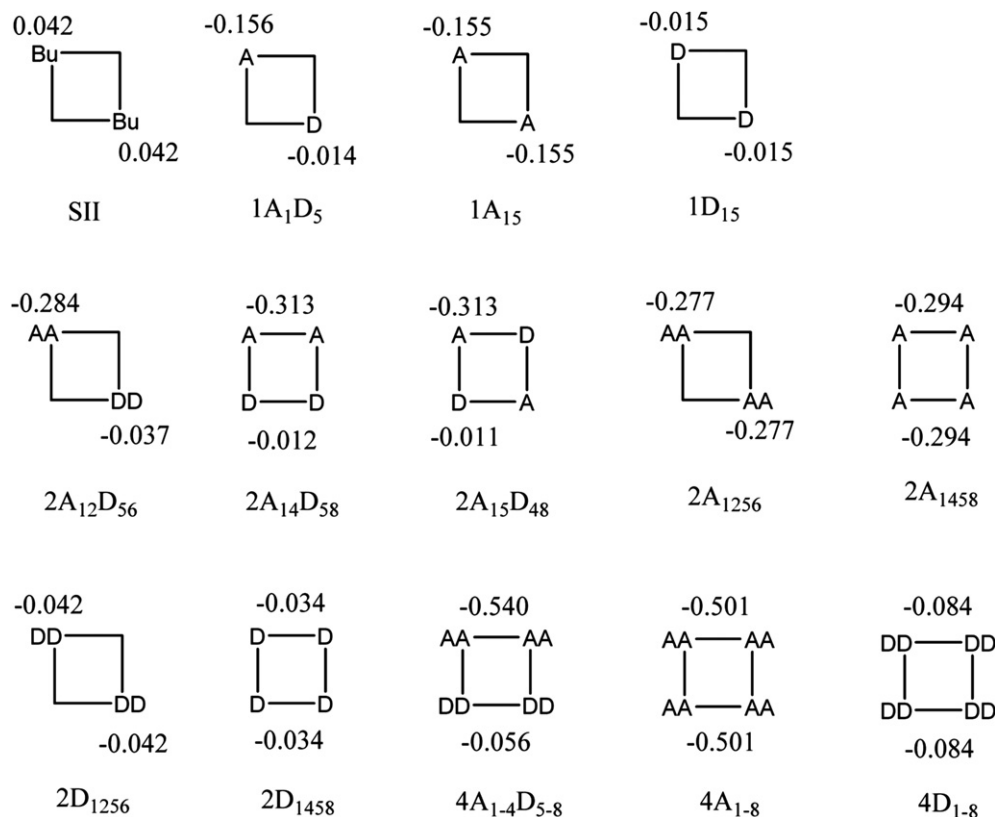 0.042 -0.156 -0.155 -0.015
Bu A A D
Bu D A D
0.042 -0.014 -0.155 -0.015
SII 1A₁D₅ 1A₁₅ 1D₁₅
-0.284 -0.313 -0.313 -0.277 -0.294
AA A A A D AA A A
DD D D D A AA A A
-0.037 -0.012 -0.011 -0.277 -0.294
2A₁₂D₅₆ 2A₁₄D₅₈ 2A₁₅D₄₈ 2A₁₂₅₆ 2A₁₄₅₈
-0.042 -0.034 -0.540 -0.501 -0.084
DD D D AA AA AA AA DD DD
DD D D DD DD AA AA DD DD
-0.042 -0.034 -0.056 -0.501 -0.084
2D₁₂₅₆ 2D₁₄₅₈ 4A₁₋₄D₅₋₈ 4A₁₋₈ 4D₁₋₈